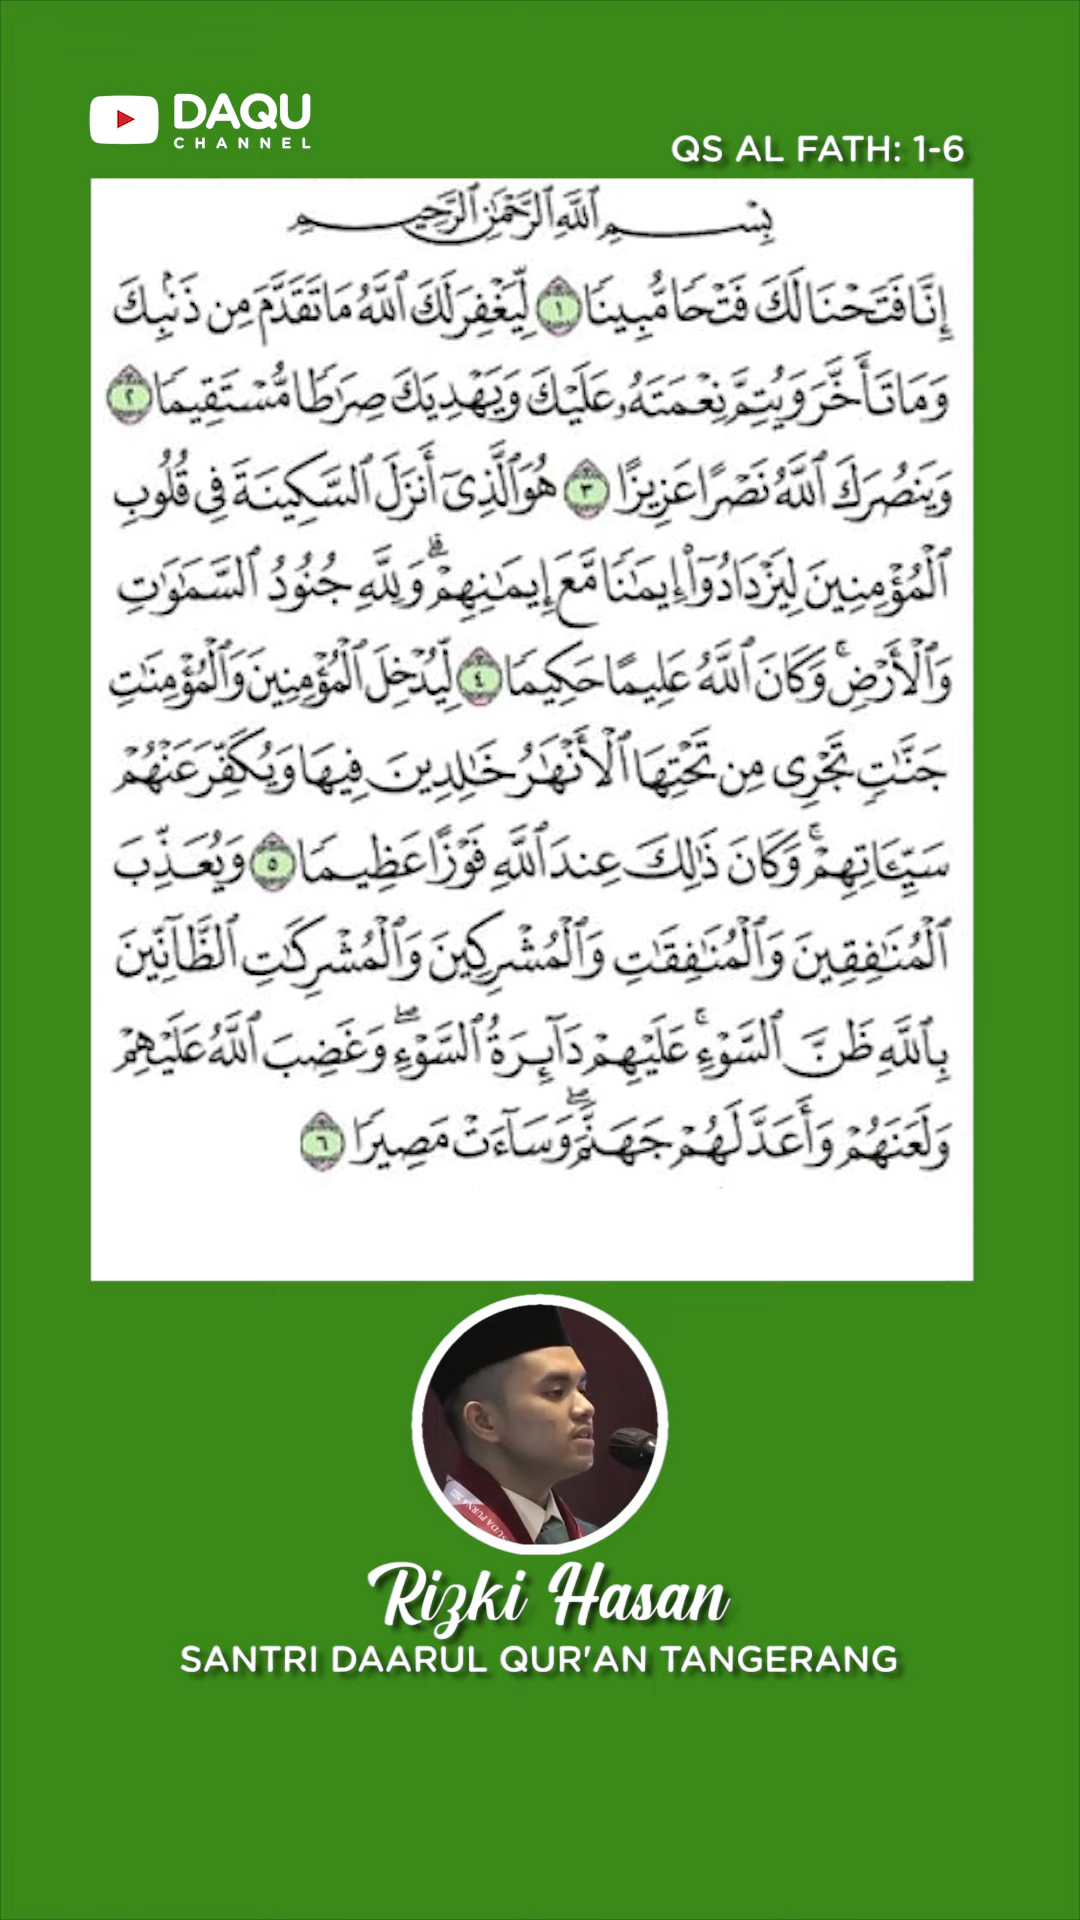 DAQU
CHANNEL
QS AL FATH: 1-6
بِسْمِ ٱللَّهِ ٱلرَّحْمَٰنِ ٱلرَّحِيمِ
إِنَّا فَتَحْنَا لَكَ فَتْحًا مُّبِينًا ١ لِّيَغْفِرَ لَكَ ٱللَّهُ مَا تَقَدَّمَ مِن ذَنۢبِكَ
وَمَا تَأَخَّرَ وَيُتِمَّ نِعْمَتَهُۥ عَلَيْكَ وَيَهْدِيَكَ صِرَٰطًا مُّسْتَقِيمًا ٢
وَيَنصُرَكَ ٱللَّهُ نَصْرًا عَزِيزًا ٣ هُوَ ٱلَّذِىٓ أَنزَلَ ٱلسَّكِينَةَ فِى قُلُوبِ
ٱلْمُؤْمِنِينَ لِيَزْدَادُوٓا۟ إِيمَٰنًا مَّعَ إِيمَٰنِهِمْ ۗ وَلِلَّهِ جُنُودُ ٱلسَّمَٰوَٰتِ
وَٱلْأَرْضِ ۚ وَكَانَ ٱللَّهُ عَلِيمًا حَكِيمًا ٤ لِّيُدْخِلَ ٱلْمُؤْمِنِينَ وَٱلْمُؤْمِنَٰتِ
جَنَّٰتٍ تَجْرِى مِن تَحْتِهَا ٱلْأَنْهَٰرُ خَٰلِدِينَ فِيهَا وَيُكَفِّرَ عَنْهُمْ
سَيِّـَٔاتِهِمْ ۚ وَكَانَ ذَٰلِكَ عِندَ ٱللَّهِ فَوْزًا عَظِيمًا ٥ وَيُعَذِّبَ
ٱلْمُنَٰفِقِينَ وَٱلْمُنَٰفِقَٰتِ وَٱلْمُشْرِكِينَ وَٱلْمُشْرِكَٰتِ ٱلظَّآنِّينَ
بِٱللَّهِ ظَنَّ ٱلسَّوْءِ ۚ عَلَيْهِمْ دَآئِرَةُ ٱلسَّوْءِ ۖ وَغَضِبَ ٱللَّهُ عَلَيْهِمْ
وَلَعَنَهُمْ وَأَعَدَّ لَهُمْ جَهَنَّمَ ۖ وَسَآءَتْ مَصِيرًا ٦
Rizki Hasan
SANTRI DAARUL QUR'AN TANGERANG